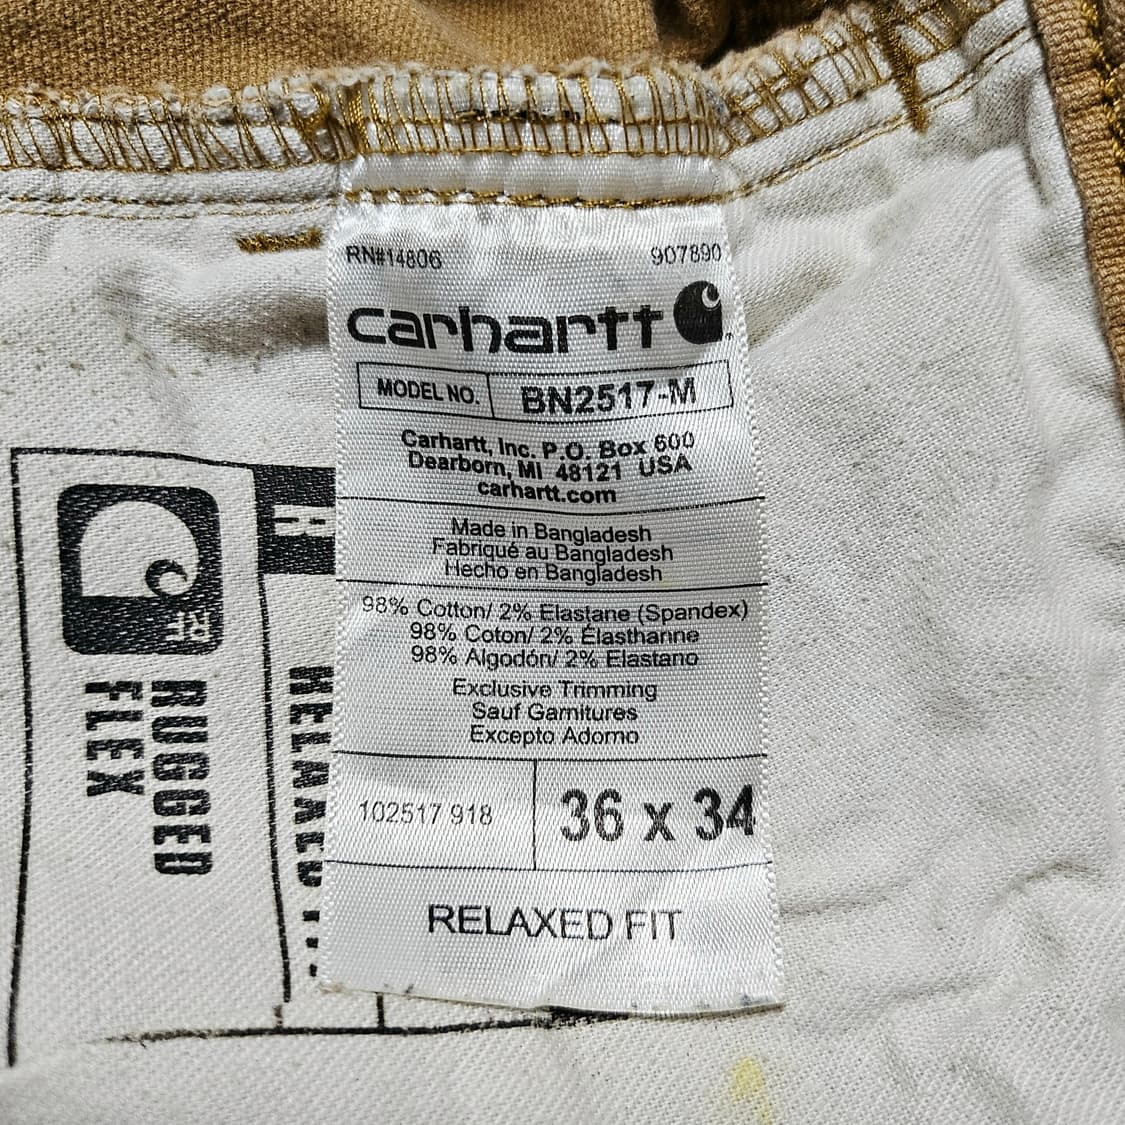 RN#14806 907890
carhartt
MODEL NO. BN2517-M
Carhartt, Inc. P.O. Box 600
Dearborn, MI 48121 USA
carhartt.com
Made in Bangladesh
Fabriqué au Bangladesh
Hecho en Bangladesh
98% Cotton/ 2% Elastane (Spandex)
98% Coton/ 2% Élasthanne
98% Algodón/ 2% Elastano
Exclusive Trimming
Sauf Garnitures
Excepto Adorno
102517 918 36 x 34
RELAXED FIT
RF
RUGGED
FLEX
RELAXED